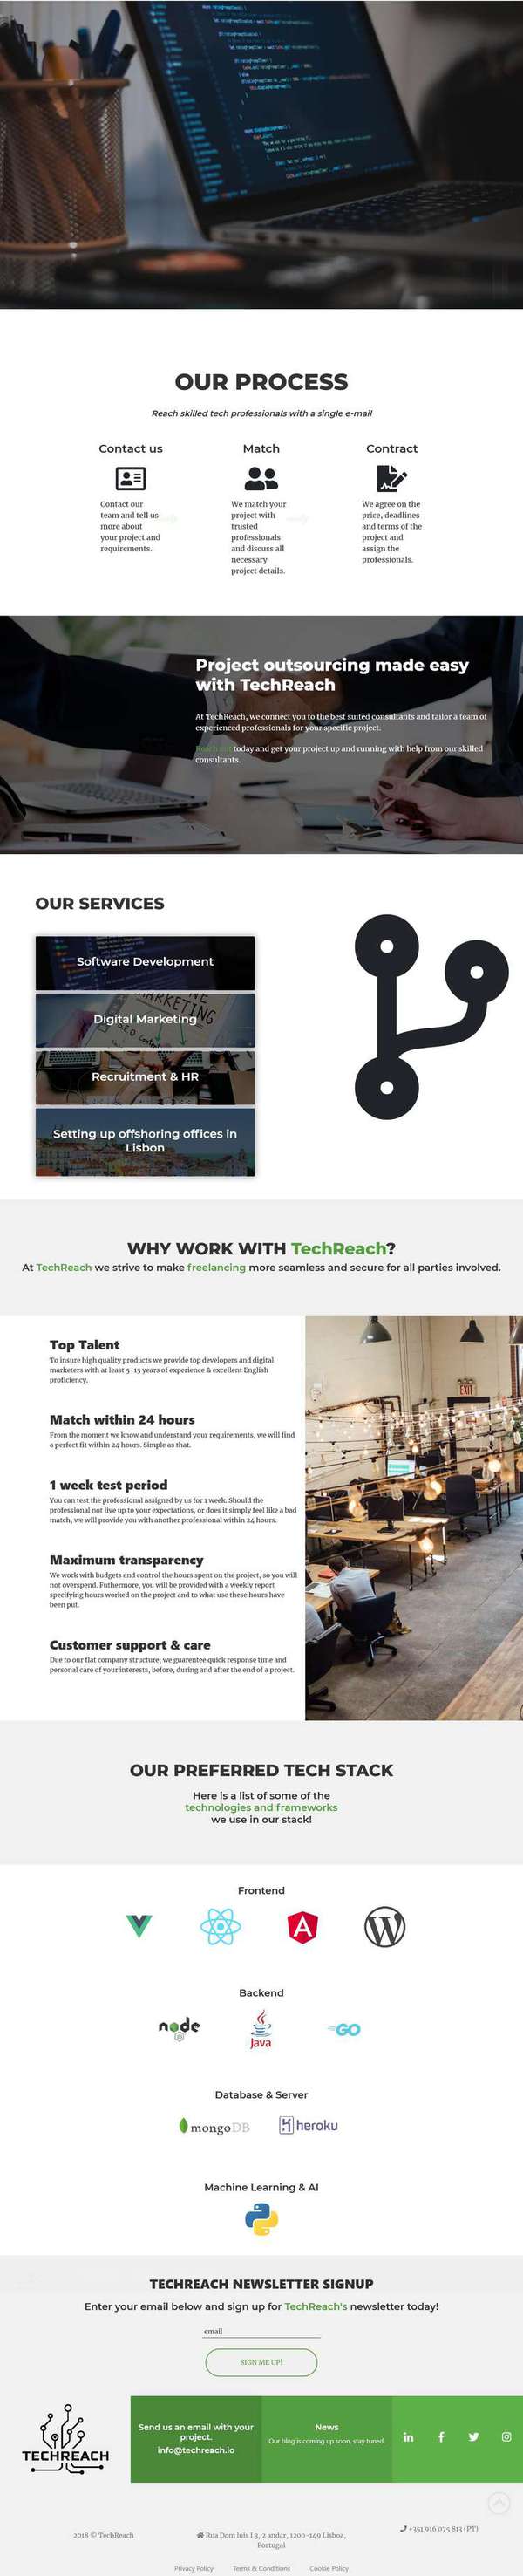 OUR PROCESS
Reach skilled tech professionals with a single e-mail
Contact us
Contact our
team and tell us
more about
your project and
requirements.
Match
We match your
project with
trusted
professionals
and discuss all
necessary
project details.
Contract
We agree on the
price, deadlines
and terms of the
project and
assign the
professionals.
Project outsourcing made easy
with TechReach
At TechReach, we connect you to the best suited consultants and tailor a team of
experienced professionals for your specific project.
Reach out today and get your project up and running with help from our skilled
consultants.
OUR SERVICES
Software Development
Digital Marketing
Recruitment & HR
Setting up offshoring offices in
Lisbon
WHY WORK WITH TechReach?
At TechReach we strive to make freelancing more seamless and secure for all parties involved.
Top Talent
To insure high quality products we provide top developers and digital
marketers with at least 5-15 years of experience & excellent English
proficiency.
Match within 24 hours
From the moment we know and understand your requirements, we will find
a perfect fit within 24 hours. Simple as that.
1 week test period
You can test the professional assigned by us for 1 week. Should the
professional not live up to your expectations, or does it simply feel like a bad
match, we will provide you with another professional within 24 hours.
Maximum transparency
We work with budgets and control the hours spent on the project, so you will
not overspend. Futhermore, you will be provided with a weekly report
specifying hours worked on the project and to what use these hours have
been put.
Customer support & care
Due to our flat company structure, we guarentee quick response time and
personal care of your interests, before, during and after the end of a project.
EXIT
OUR PREFERRED TECH STACK
Here is a list of some of the
technologies and frameworks
we use in our stack!
Frontend
A W
Backend
node JS
Java
GO
Database & Server
mongoDB
heroku
Machine Learning & AI
TECHREACH NEWSLETTER SIGNUP
Enter your email below and sign up for TechReach's newsletter today!
email
SIGN ME UP!
TECHREACH
Send us an email with your
project.
info@techreach.io
News
Our blog is coming up soon, stay tuned.
2018 © TechReach
Rua Dom luis I 3, 2 andar, 1200-149 Lisboa,
Portugal
+351 916 075 813 (PT)
Privacy Policy Terms & Conditions Cookie Policy